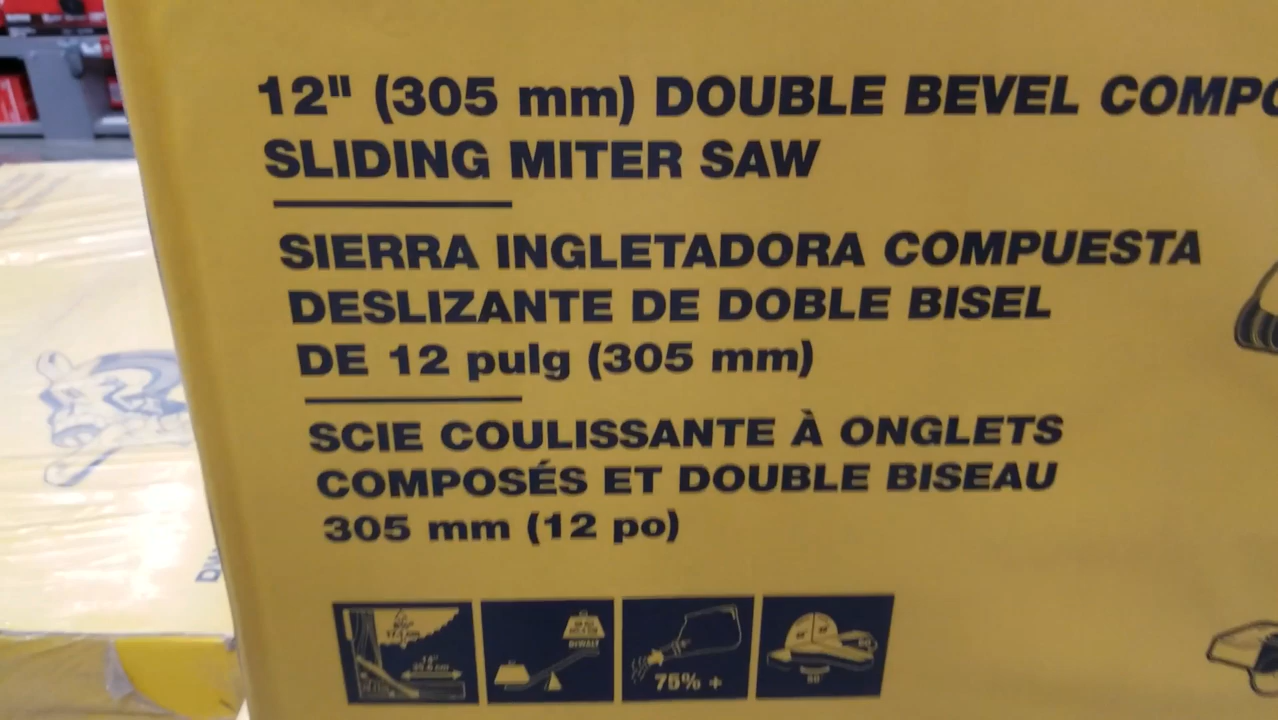 12" (305 mm) DOUBLE BEVEL COMPO
SLIDING MITER SAW
SIERRA INGLETADORA COMPUESTA
DESLIZANTE DE DOBLE BISEL
DE 12 pulg (305 mm)
SCIE COULISSANTE À ONGLETS
COMPOSÉS ET DOUBLE BISEAU
305 mm (12 po)
DEWALT
75% +